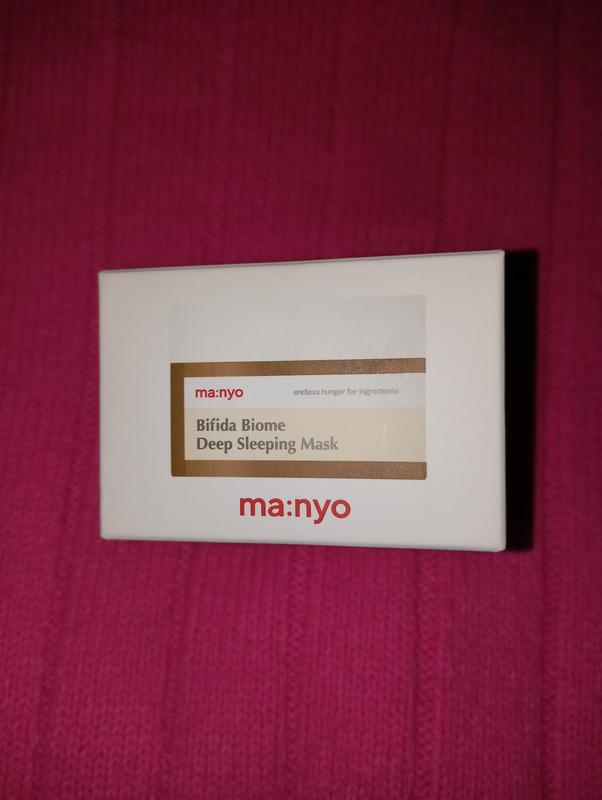 ma:nyo
endless hunger for ingredients
Bifida Biome
Deep Sleeping Mask
ma:nyo